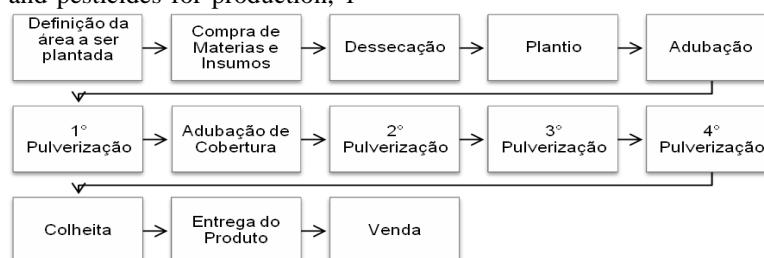 and pesticides for production, 1
Definição da
área a ser
plantada
Compra de
Materias e
Insumos
Dessecação
Plantio
Adubação
1°
Pulverização
Adubação de
Cobertura
2°
Pulverização
3°
Pulverização
4°
Pulverização
Colheita
Entrega do
Produto
Venda